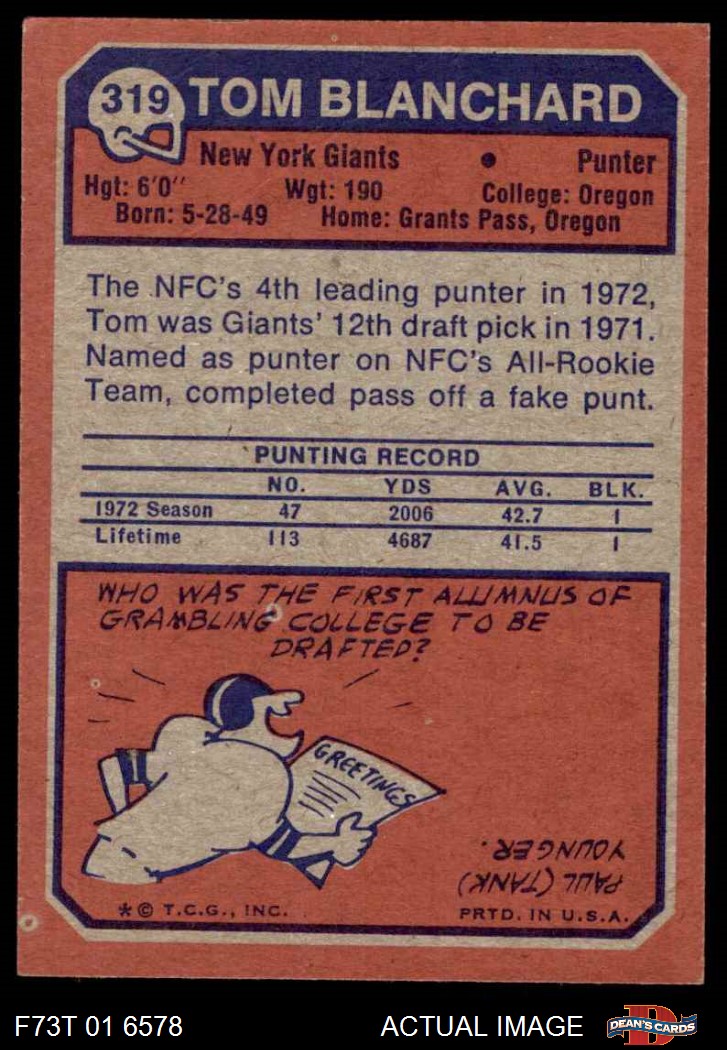 319 TOM BLANCHARD
New York Giants • Punter
Hgt: 6'0" Wgt: 190 College: Oregon
Born: 5-28-49 Home: Grants Pass, Oregon
The NFC's 4th leading punter in 1972,
Tom was Giants' 12th draft pick in 1971.
Named as punter on NFC's All-Rookie
Team, completed pass off a fake punt.
PUNTING RECORD
NO. YDS AVG. BLK.
1972 Season 47 2006 42.7 1
Lifetime 113 4687 41.5 1
WHO WAS THE FIRST ALUMNUS OF
GRAMBLING COLLEGE TO BE
DRAFTED?
GREETINGS
PAUL (TANK)
YOUNGER.
*© T.C.G., INC. PRTD. IN U.S.A.
F73T 01 6578 ACTUAL IMAGE D DEAN'S CARDS